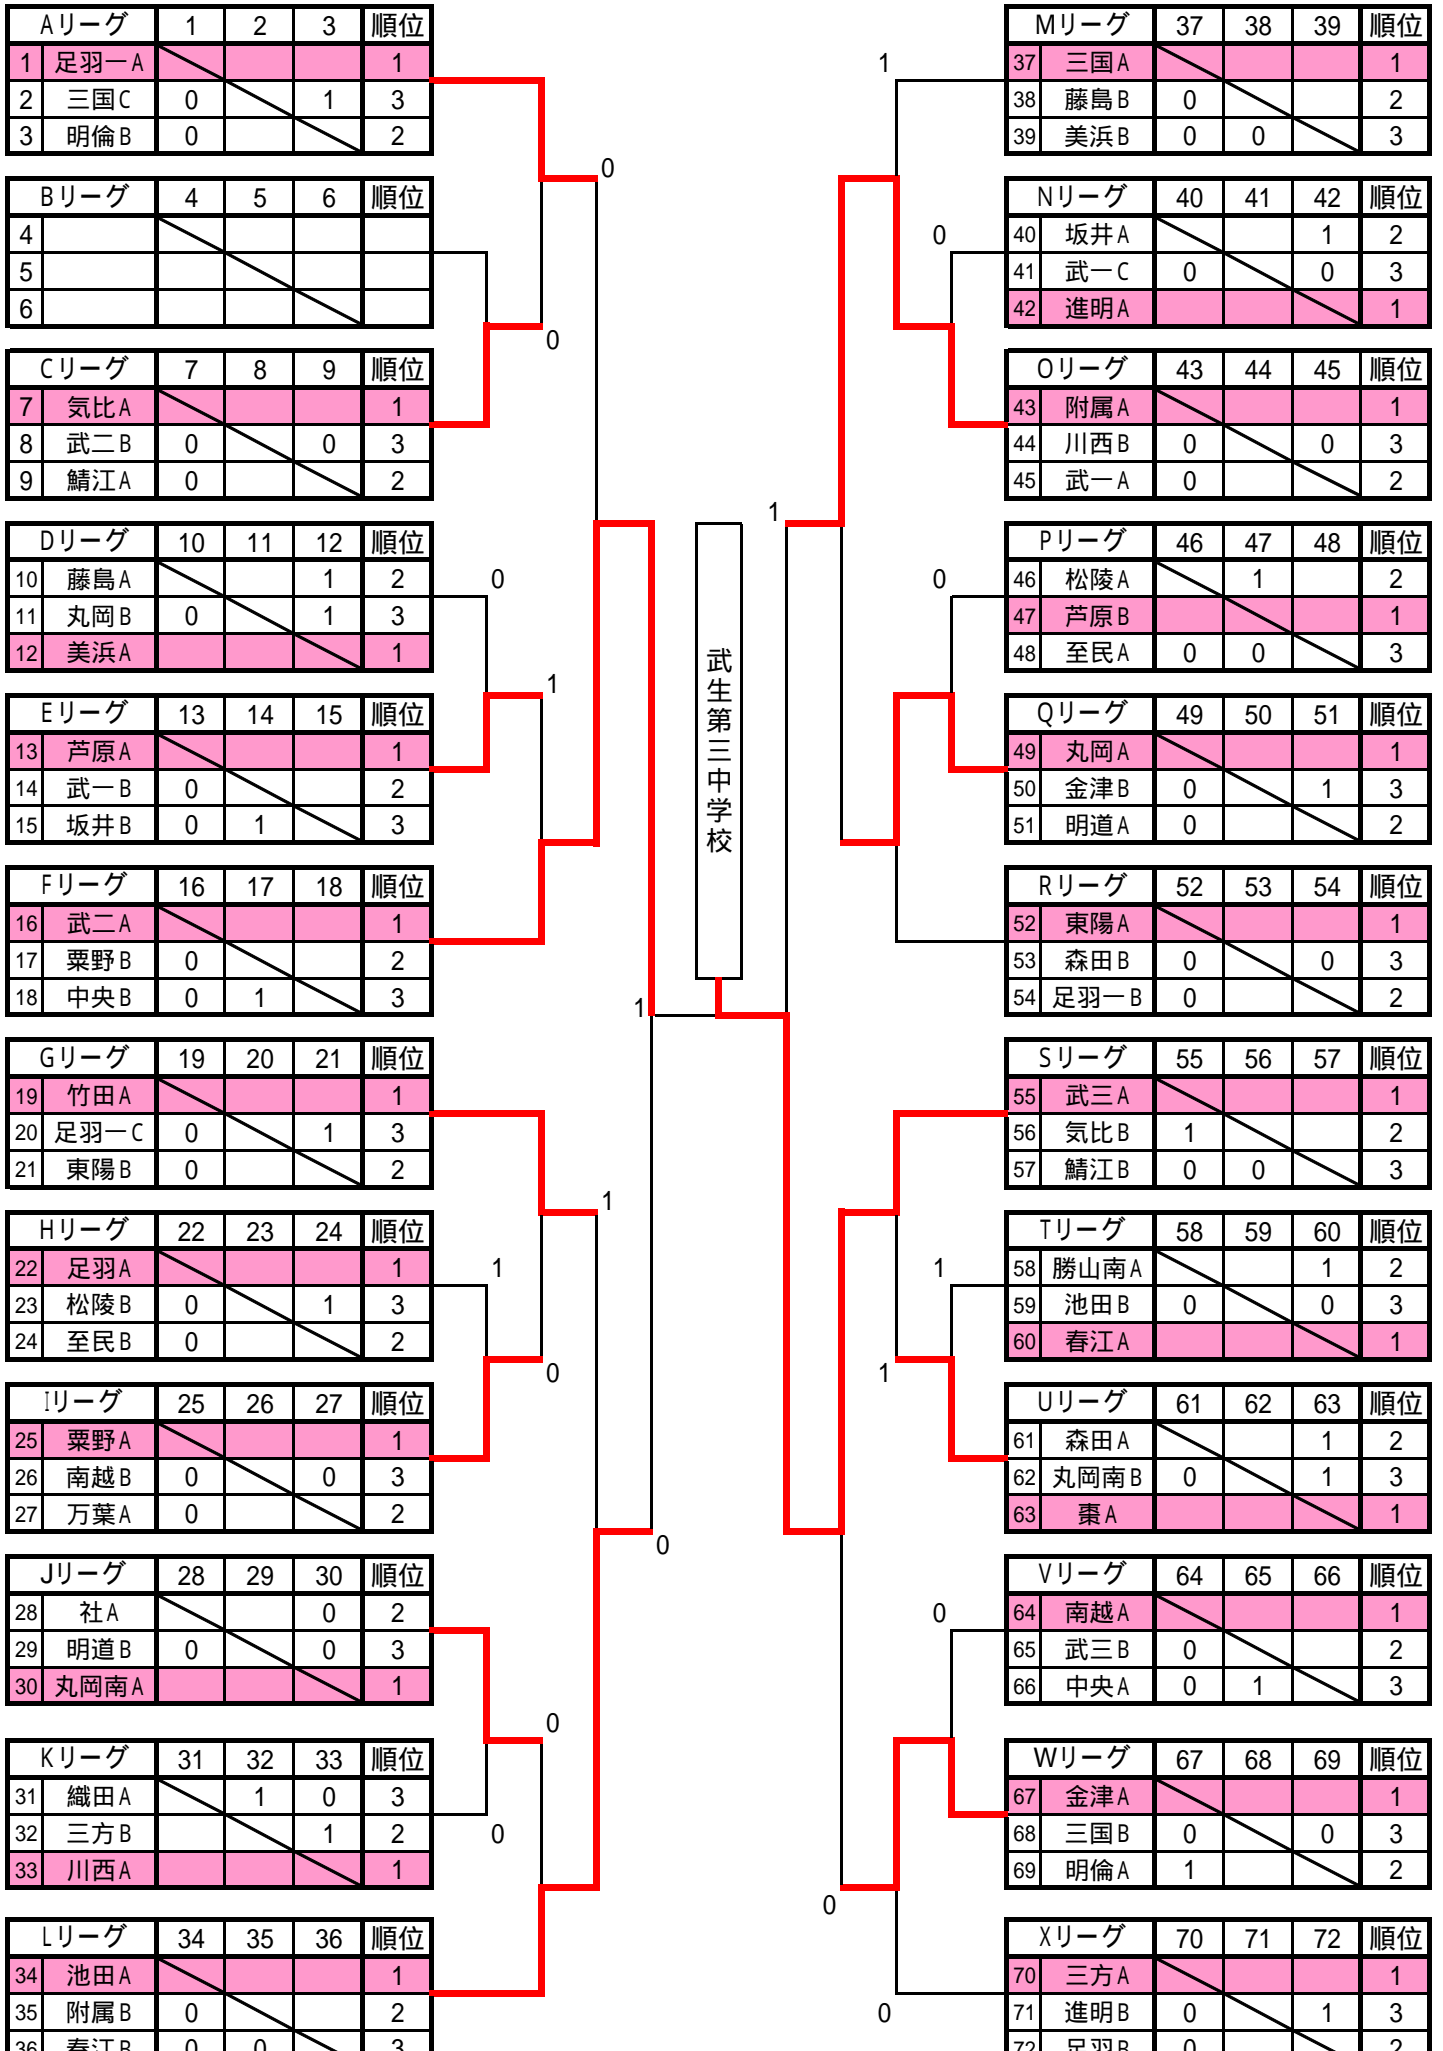 Aリーグ 1 2 3 順位
1 足羽一A 1
2 三国C 0 1 3
3 明倫B 0 2
0
Bリーグ 4 5 6 順位
4
5
6
0
Cリーグ 7 8 9 順位
7 気比A 1
8 武二B 0 0 3
9 鯖江A 0 2
Dリーグ 10 11 12 順位
10 藤島A 1 2
11 丸岡B 0 1 3
12 美浜A 1
0
1
Eリーグ 13 14 15 順位
13 芦原A 1
14 武一B 0 2
15 坂井B 0 1 3
Fリーグ 16 17 18 順位
16 武二A 1
17 粟野B 0 2
18 中央B 0 1 3
1
Gリーグ 19 20 21 順位
19 竹田A 1
20 足羽一C 0 1 3
21 東陽B 0 2
1
Hリーグ 22 23 24 順位
22 足羽A 1
23 松陵B 0 1 3
24 至民B 0 2
1
0
Iリーグ 25 26 27 順位
25 粟野A 1
26 南越B 0 0 3
27 万葉A 0 2
0
Jリーグ 28 29 30 順位
28 社A 0 2
29 明道B 0 0 3
30 丸岡南A 1
0
Kリーグ 31 32 33 順位
31 織田A 1 0 3
32 三方B 1 2
33 川西A 1
0
Lリーグ 34 35 36 順位
34 池田A 1
35 附属B 0 2
36 春江B 0 0 3
武生第三中学校
1
Mリーグ 37 38 39 順位
37 三国A 1
38 藤島B 0 2
39 美浜B 0 0 3
0
Nリーグ 40 41 42 順位
40 坂井A 1 2
41 武一C 0 0 3
42 進明A 1
Oリーグ 43 44 45 順位
43 附属A 1
44 川西B 0 0 3
45 武一A 0 2
1
0
Pリーグ 46 47 48 順位
46 松陵A 1 2
47 芦原B 1
48 至民A 0 0 3
Qリーグ 49 50 51 順位
49 丸岡A 1
50 金津B 0 1 3
51 明道A 0 2
Rリーグ 52 53 54 順位
52 東陽A 1
53 森田B 0 0 3
54 足羽一B 0 2
Sリーグ 55 56 57 順位
55 武三A 1
56 気比B 1 2
57 鯖江B 0 0 3
1
Tリーグ 58 59 60 順位
58 勝山南A 1 2
59 池田B 0 0 3
60 春江A 1
1
Uリーグ 61 62 63 順位
61 森田A 1 2
62 丸岡南B 0 1 3
63 棗A 1
0
Vリーグ 64 65 66 順位
64 南越A 1
65 武三B 0 2
66 中央A 0 1 3
Wリーグ 67 68 69 順位
67 金津A 1
68 三国B 0 0 3
69 明倫A 1 2
0
Xリーグ 70 71 72 順位
70 三方A 1
71 進明B 0 1 3
72 足羽B 0 2
0